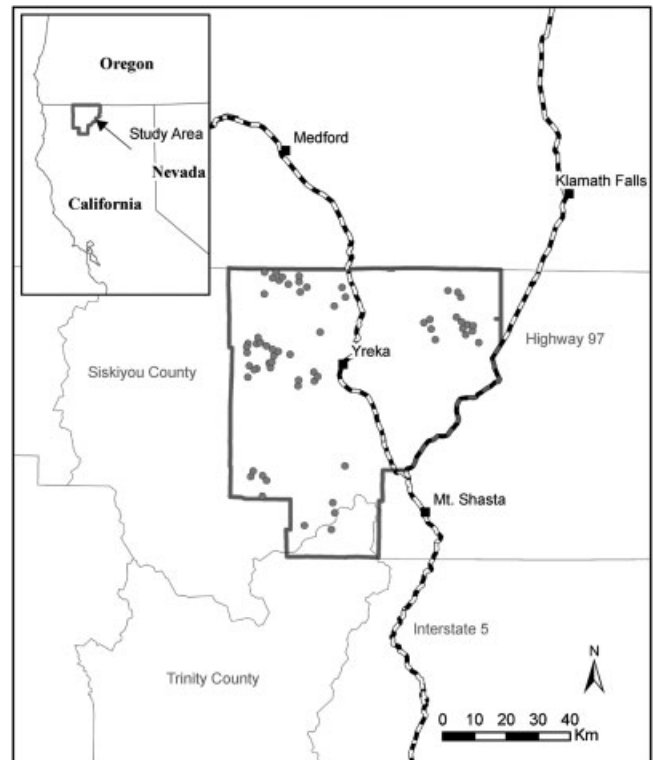 Oregon
Study Area
Nevada
California
Medford
Klamath Falls
Highway 97
Yreka
Siskiyou County
Mt. Shasta
Interstate 5
Trinity County
N
0 10 20 30 40
Km